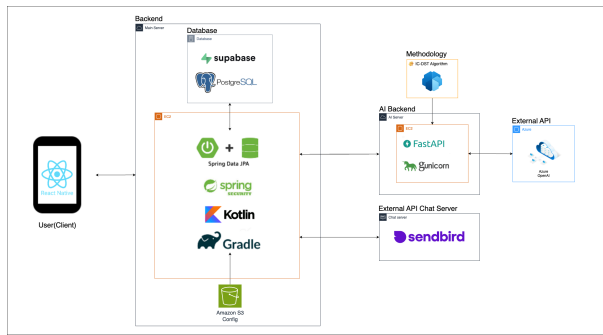 Backend
Main Server
Database
Database
supabase
PostgreSQL
EC2
Spring Data JPA
spring
SECURITY
Kotlin
Gradle
Amazon S3
Config
React Native
User(Client)
Methodology
IC-DST Algorithm
AI Backend
AI Server
EC2
FastAPI
gunicorn
External API
Azure
Azure
OpenAI
External API Chat Server
Chat server
sendbird